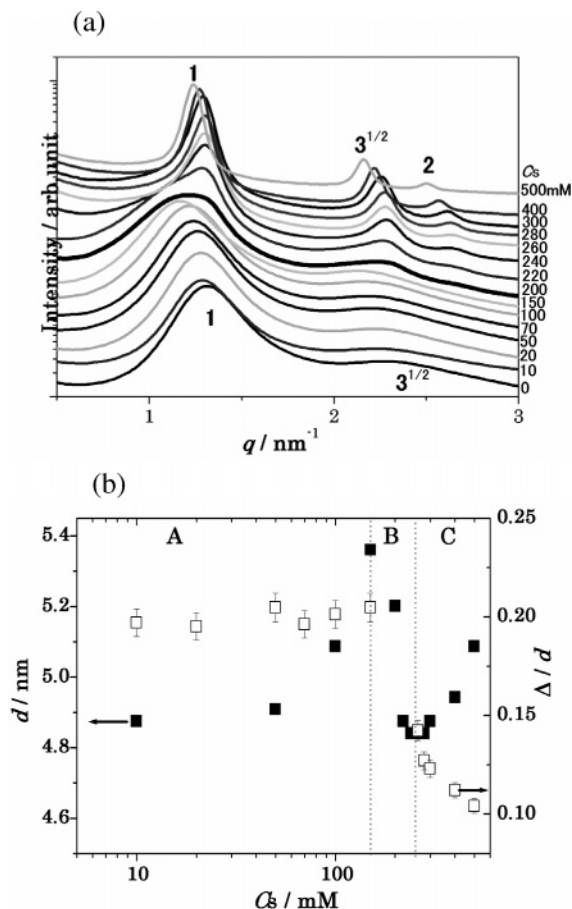 (a)
1
3^{1/2}
2
Cs
500mM
400
300
280
260
240
220
200
150
100
70
50
20
10
0
1
3^{1/2}
Intensity / arb.unit
1 2 3
q / nm^{-1}
(b)
A B C
5.4
5.2
5.0
4.8
4.6
d / nm
0.25
0.20
0.15
0.10
Δ / d
10 100
Cs / mM